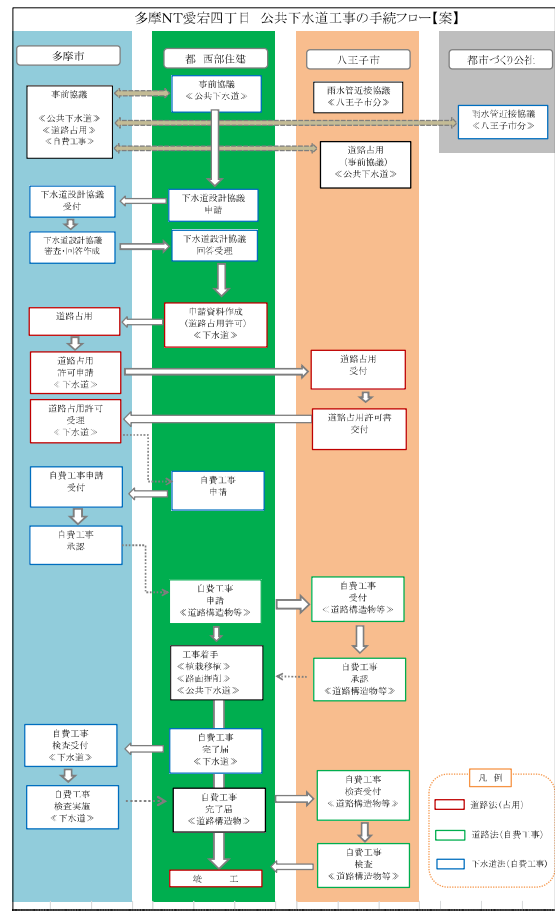 多摩NT愛宕四丁目 公共下水道工事の手続フロー【案】
多摩市
都 西部住建
八王子市
都市づくり公社
事前協議
≪公共下水道≫
≪道路占用≫
≪自費工事≫
事前協議
≪公共下水道≫
雨水管近接協議
≪八王子市分≫
雨水管近接協議
≪八王子市分≫
道路占用
(事前協議)
≪公共下水道≫
下水道設計協議
受付
下水道設計協議
申請
下水道設計協議
審査・回答作成
下水道設計協議
回答受理
申請資料作成
(道路占用許可)
≪下水道≫
道路占用
道路占用
許可申請
≪下水道≫
道路占用
受付
道路占用許可
受理
≪下水道≫
道路占用許可書
交付
自費工事申請
受付
自費工事
申請
自費工事
承認
自費工事
申請
≪道路構造物等≫
自費工事
受付
≪道路構造物等≫
工事着手
≪植栽移植≫
≪路面掘削≫
≪公共下水道≫
自費工事
承認
≪道路構造物等≫
自費工事
検査受付
≪下水道≫
自費工事
完了届
≪下水道≫
自費工事
検査実施
≪下水道≫
自費工事
完了届
≪道路構造物≫
自費工事
検査受付
≪道路構造物等≫
自費工事
検査
≪道路構造物等≫
竣 工
凡 例
道路法(占用)
道路法(自費工事)
下水道法(自費工事)